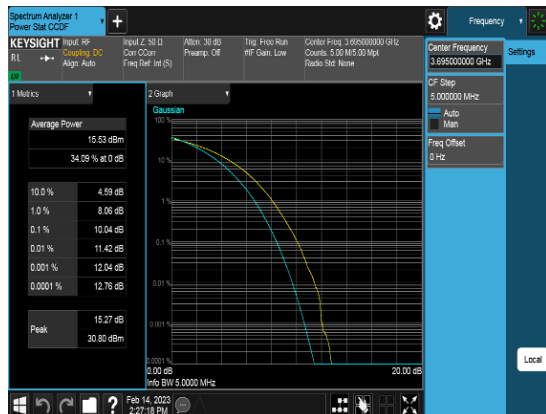 Spectrum Analyzer 1
Power Stat CCDF
Frequency
KEYSIGHT
Input: RF
Input Z: 50 Ω
Atten: 30 dB
Trig: Free Run
Center Freq: 3.695000000 GHz
RL
Coupling: DC
Corr CCorr
Preamp: Off
#IF Gain: Low
Counts: 5.00 M/5.00 Mpt
Align: Auto
Freq Ref: Int (S)
Radio Std: None
LV
Center Frequency
3.695000000 GHz
Settings
CF Step
5.000000 MHz
Auto
Man
Freq Offset
0 Hz
1 Metrics
Average Power
15.53 dBm
34.09 % at 0 dB
10.0 % 4.59 dB
1.0 % 8.06 dB
0.1 % 10.04 dB
0.01 % 11.42 dB
0.001 % 12.04 dB
0.0001 % 12.76 dB
Peak
15.27 dB
30.80 dBm
2 Graph
Gaussian
100 %
10 %
1 %
0.1 %
0.01 %
0.001 %
0.0001 %
0.00 dB
20.00 dB
Info BW 5.0000 MHz
Local
?
Feb 14, 2023
2:27:18 PM